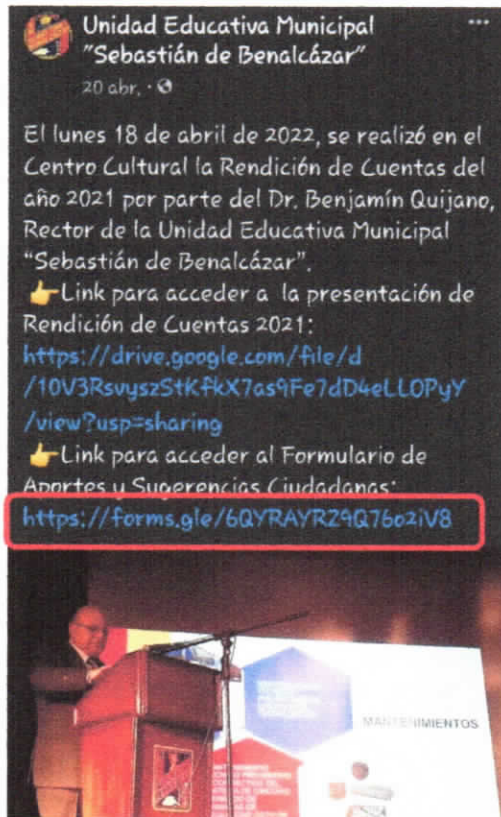 Unidad Educativa Municipal
"Sebastián de Benalcázar"
20 abr. ·
El lunes 18 de abril de 2022, se realizó en el
Centro Cultural la Rendición de Cuentas del
año 2021 por parte del Dr. Benjamín Quijano,
Rector de la Unidad Educativa Municipal
"Sebastián de Benalcázar".
👉Link para acceder a la presentación de
Rendición de Cuentas 2021:
https://drive.google.com/file/d
/10V3RsvyszStKfkX7as9Fe7dD4eLLOPyY
/view?usp=sharing
👉Link para acceder al Formulario de
Aportes y Sugerencias Ciudadanas:
https://forms.gle/6QYRAYRZ9Q76o2iV8
MANTENIMIENTOS